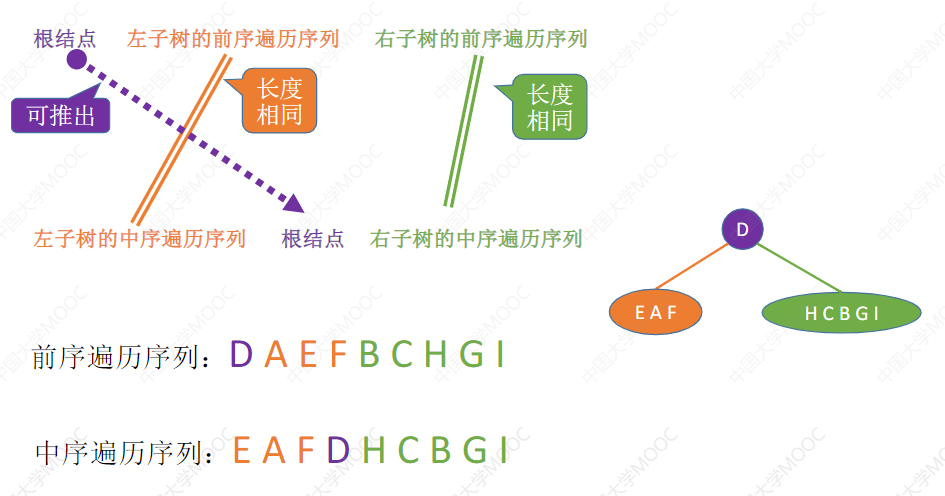 根结点 左子树的前序遍历序列 右子树的前序遍历序列
可推出 长度相同 长度相同
左子树的中序遍历序列 根结点 右子树的中序遍历序列
D
E A F H C B G I
前序遍历序列: D A E F B C H G I
中序遍历序列: E A F D H C B G I
中国大学MOOC